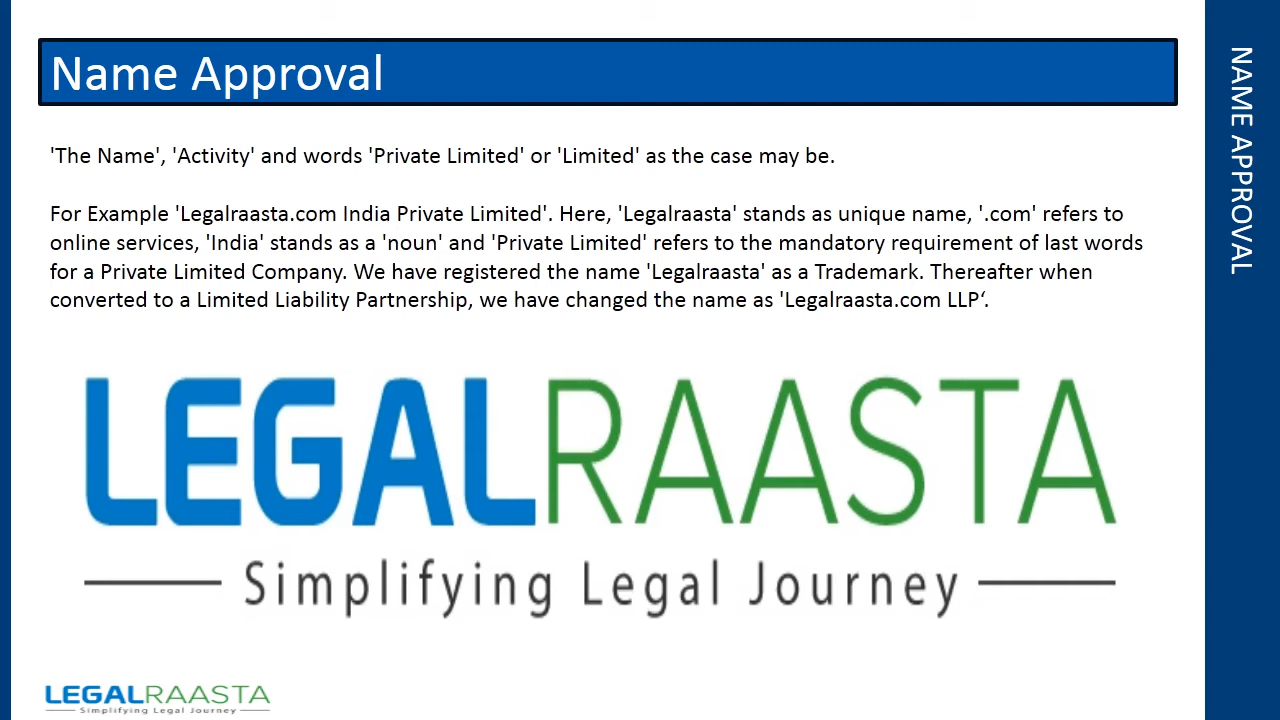 Name Approval
NAME APPROVAL
'The Name', 'Activity' and words 'Private Limited' or 'Limited' as the case may be.
For Example 'Legalraasta.com India Private Limited'. Here, 'Legalraasta' stands as unique name, '.com' refers to
online services, 'India' stands as a 'noun' and 'Private Limited' refers to the mandatory requirement of last words
for a Private Limited Company. We have registered the name 'Legalraasta' as a Trademark. Thereafter when
converted to a Limited Liability Partnership, we have changed the name as 'Legalraasta.com LLP‘.
LEGALRAASTA
Simplifying Legal Journey
LEGALRAASTA
Simplifying Legal Journey